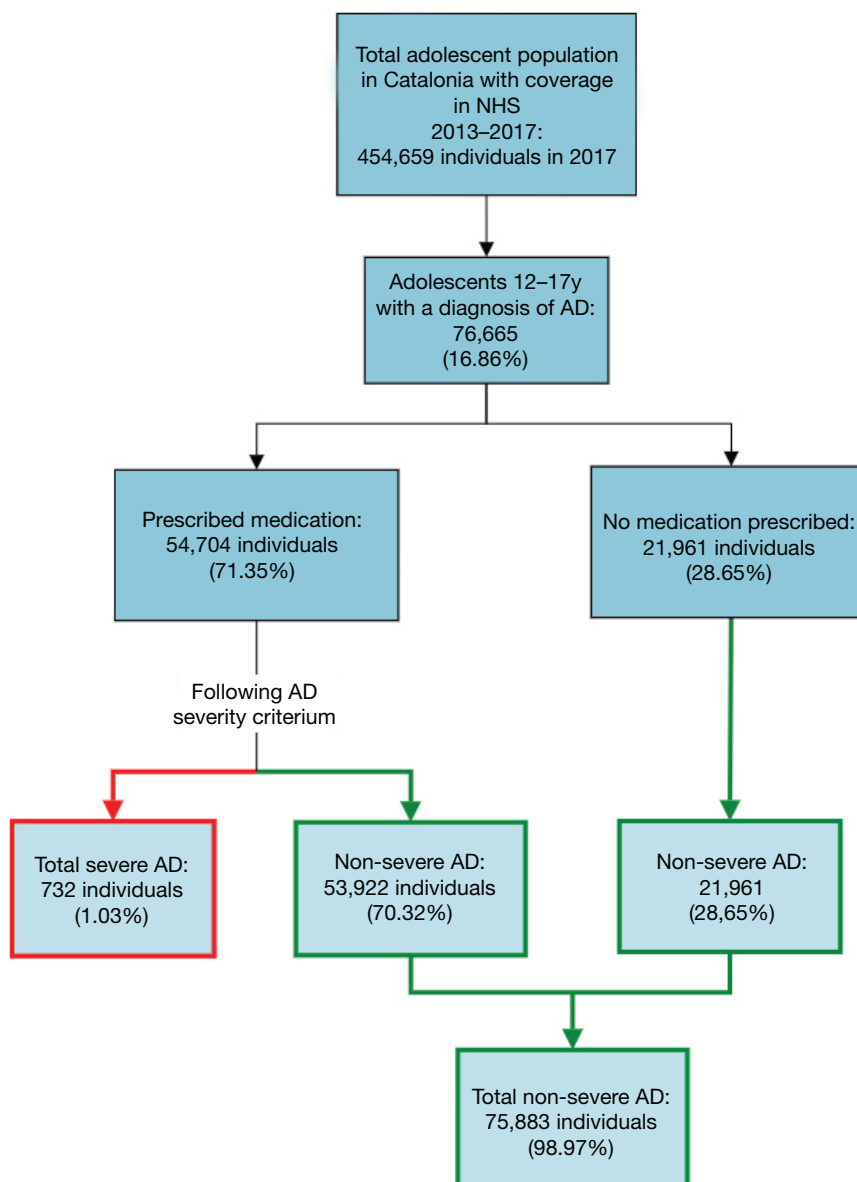 Total adolescent population
in Catalonia with coverage
in NHS
2013–2017:
454,659 individuals in 2017
Adolescents 12–17y
with a diagnosis of AD:
76,665
(16.86%)
Prescribed medication:
54,704 individuals
(71.35%)
No medication prescribed:
21,961 individuals
(28.65%)
Following AD
severity criterium
Total severe AD:
732 individuals
(1.03%)
Non-severe AD:
53,922 individuals
(70.32%)
Non-severe AD:
21,961
(28,65%)
Total non-severe AD:
75,883 individuals
(98.97%)